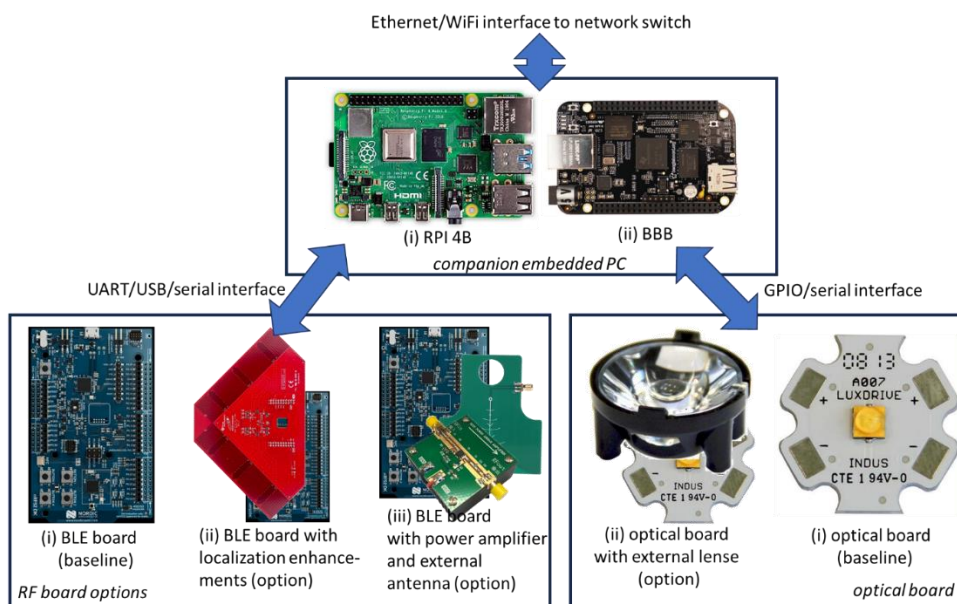 Ethernet/WiFi interface to network switch
HDMI
(i) RPI 4B
(ii) BBB
companion embedded PC
UART/USB/serial interface
GPIO/serial interface
NORDIC
0813
A007
LUXDRIVE
+ +
- -
INDUS
CTE 1 94V-0
INDUS
CTE 1 94V-0
(i) BLE board
(baseline)
(ii) BLE board with
localization enhance-
ments (option)
(iii) BLE board
with power amplifier
and external
antenna (option)
RF board options
(ii) optical board
with external lense
(option)
(i) optical board
(baseline)
optical board